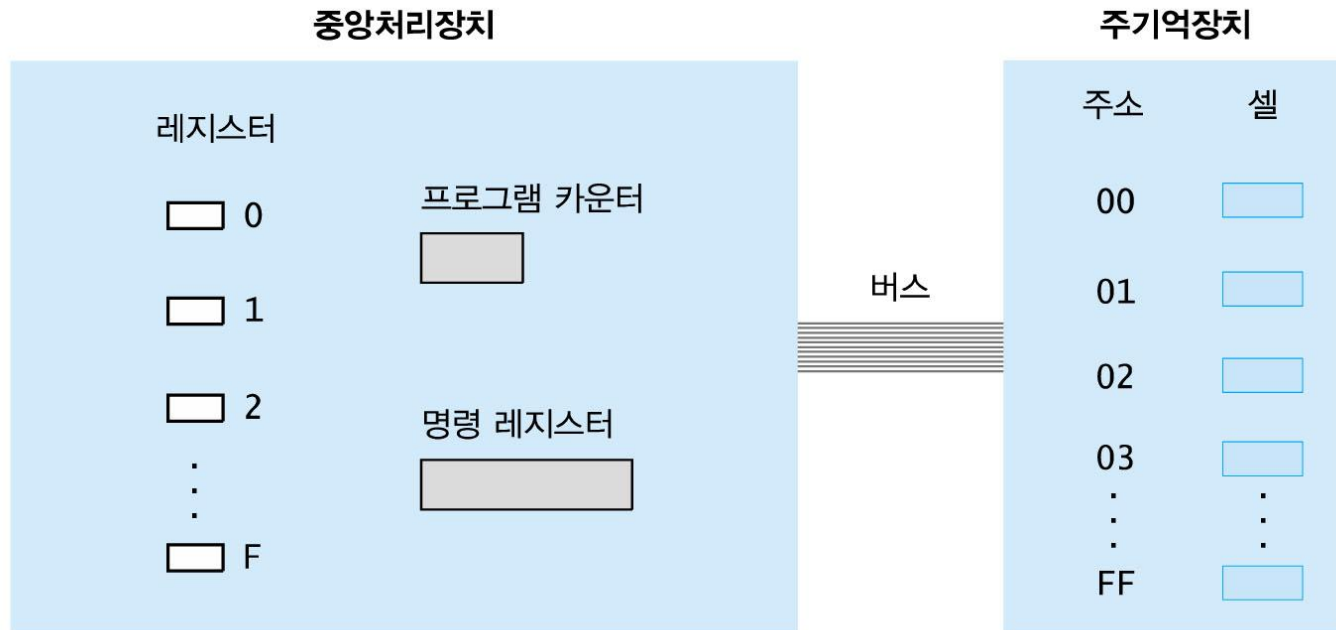 중앙처리장치
주기억장치
레지스터
0
1
2
F
프로그램 카운터
명령 레지스터
버스
주소 셀
00
01
02
03
FF